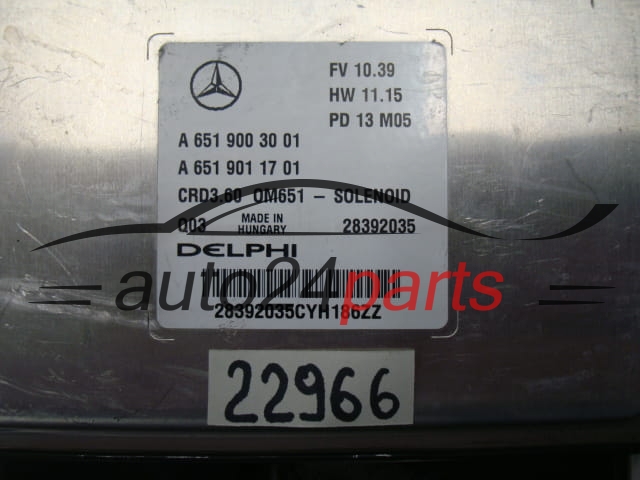 FV 10.39
HW 11.15
PD 13 M05
A 651 900 30 01
A 651 901 17 01
CRD3.60 OM651 - SOLENOID
Q03 MADE IN HUNGARY 28392035
DELPHI
auto24parts
28392035CYH186ZZ
22966